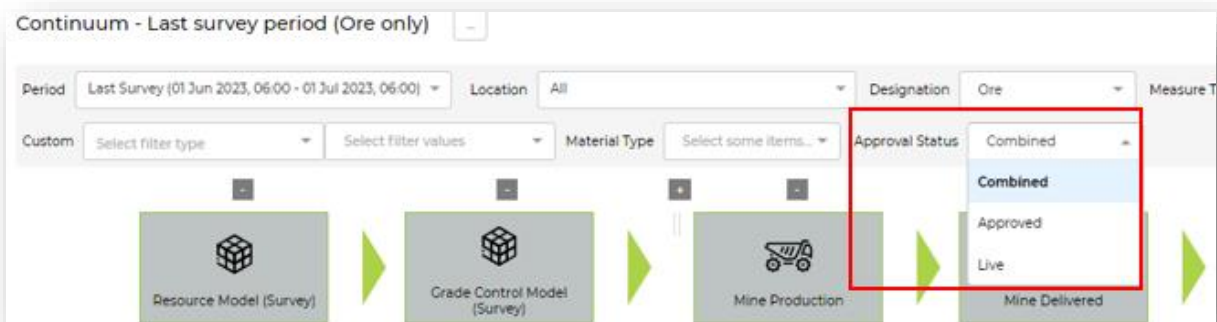 Continuum - Last survey period (Ore only) ...
Period Last Survey (01 Jun 2023, 06:00 - 01 Jul 2023, 06:00) Location All Designation Ore Measure T
Custom Select filter type Select filter values Material Type Select some items... Approval Status Combined
Combined
Approved
Live
- - + -
Resource Model (Survey)
Grade Control Model
(Survey)
Mine Production
Mine Delivered